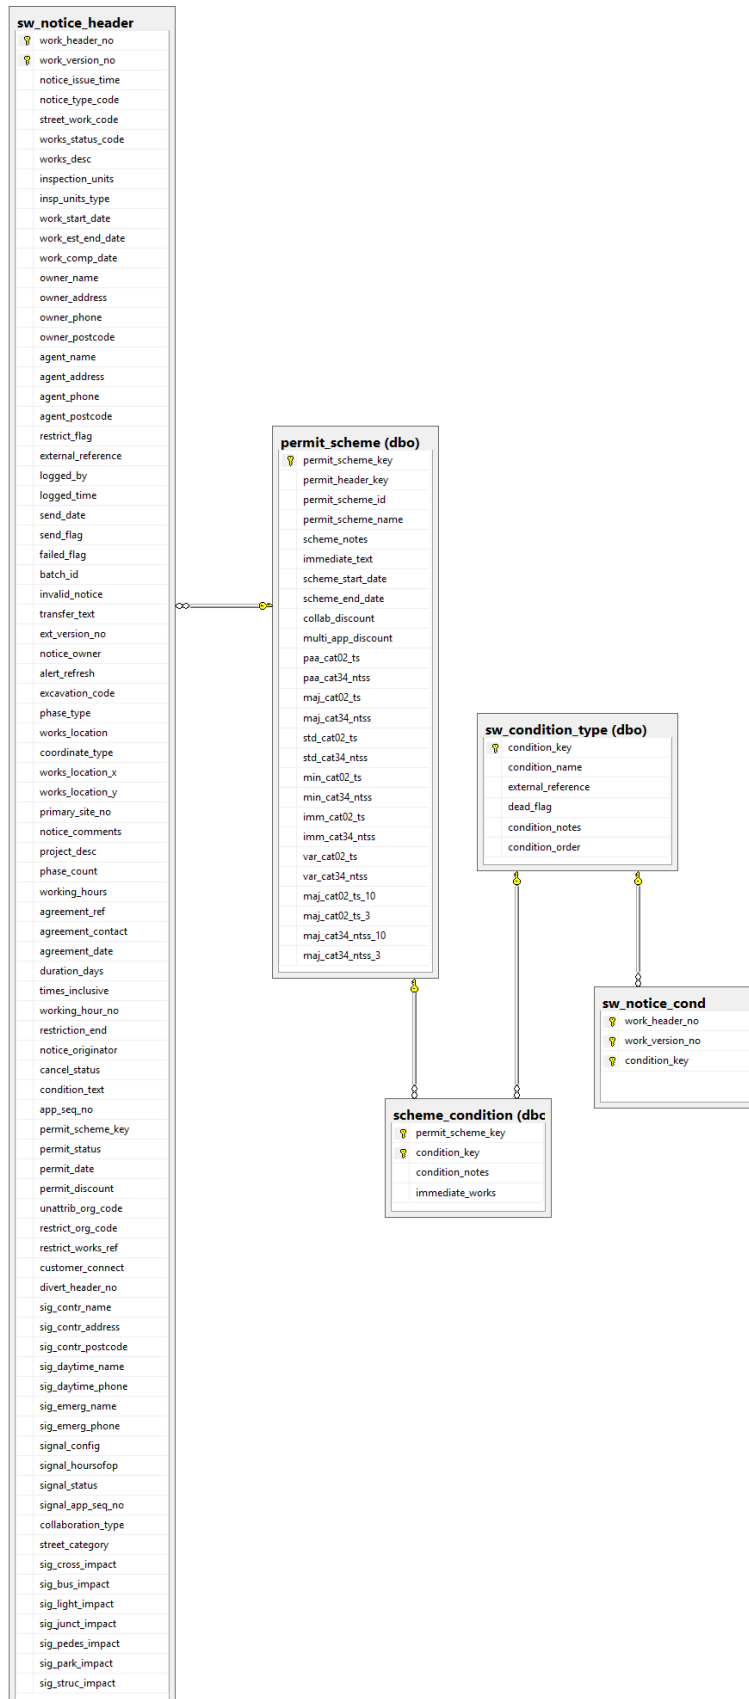 sw_notice_header
work_header_no
work_version_no
notice_issue_time
notice_type_code
street_work_code
works_status_code
works_desc
inspection_units
insp_units_type
work_start_date
work_est_end_date
work_comp_date
owner_name
owner_address
owner_phone
owner_postcode
agent_name
agent_address
agent_phone
agent_postcode
restrict_flag
external_reference
logged_by
logged_time
send_date
send_flag
failed_flag
batch_id
invalid_notice
transfer_text
ext_version_no
notice_owner
alert_refresh
excavation_code
phase_type
works_location
coordinate_type
works_location_x
works_location_y
primary_site_no
notice_comments
project_desc
phase_count
working_hours
agreement_ref
agreement_contact
agreement_date
duration_days
times_inclusive
working_hour_no
restriction_end
notice_originator
cancel_status
condition_text
app_seq_no
permit_scheme_key
permit_status
permit_date
permit_discount
unattrib_org_code
restrict_org_code
restrict_works_ref
customer_connect
divert_header_no
sig_contr_name
sig_contr_address
sig_contr_postcode
sig_daytime_name
sig_daytime_phone
sig_emerg_name
sig_emerg_phone
signal_config
signal_hoursofop
signal_status
signal_app_seq_no
collaboration_type
street_category
sig_cross_impact
sig_bus_impact
sig_light_impact
sig_junct_impact
sig_pedes_impact
sig_park_impact
sig_struc_impact
permit_scheme (dbo)
permit_scheme_key
permit_header_key
permit_scheme_id
permit_scheme_name
scheme_notes
immediate_text
scheme_start_date
scheme_end_date
collab_discount
multi_app_discount
paa_cat02_ts
paa_cat34_ntss
maj_cat02_ts
maj_cat34_ntss
std_cat02_ts
std_cat34_ntss
min_cat02_ts
min_cat34_ntss
imm_cat02_ts
imm_cat34_ntss
var_cat02_ts
var_cat34_ntss
maj_cat02_ts_10
maj_cat02_ts_3
maj_cat34_ntss_10
maj_cat34_ntss_3
sw_condition_type (dbo)
condition_key
condition_name
external_reference
dead_flag
condition_notes
condition_order
scheme_condition (dbo
permit_scheme_key
condition_key
condition_notes
immediate_works
sw_notice_cond
work_header_no
work_version_no
condition_key